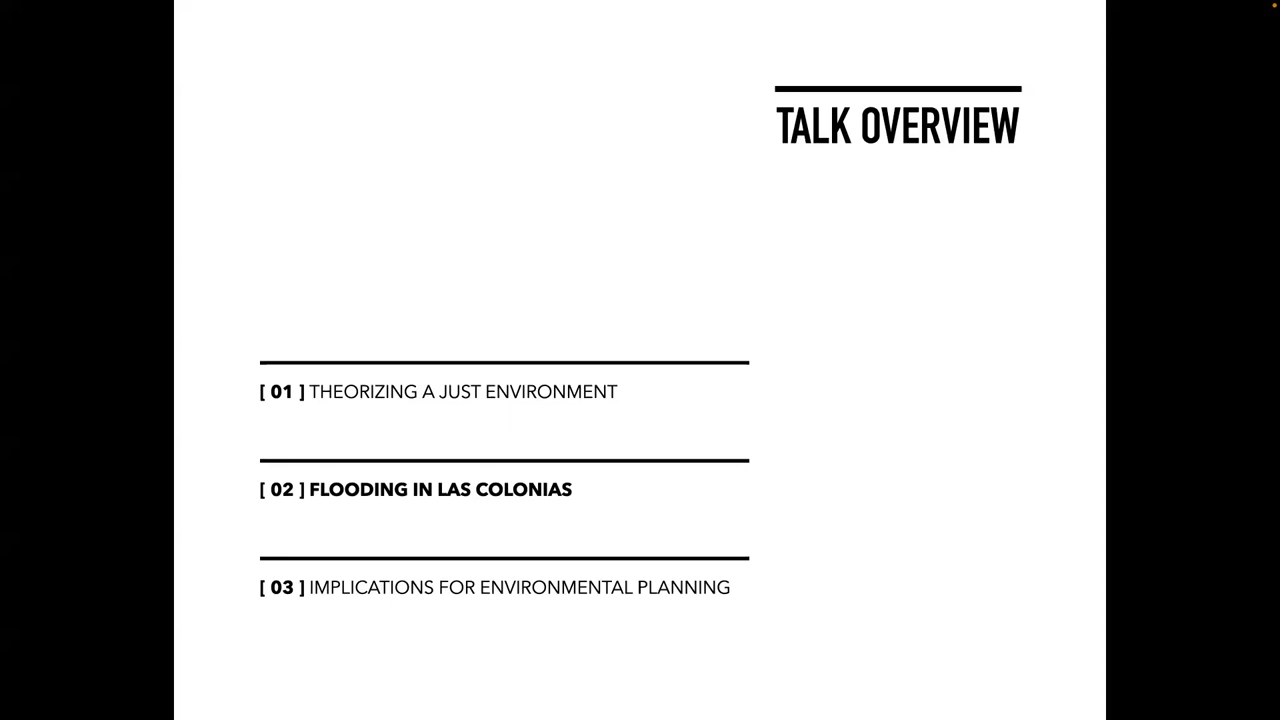 TALK OVERVIEW
[ 01 ] THEORIZING A JUST ENVIRONMENT
[ 02 ] FLOODING IN LAS COLONIAS
[ 03 ] IMPLICATIONS FOR ENVIRONMENTAL PLANNING